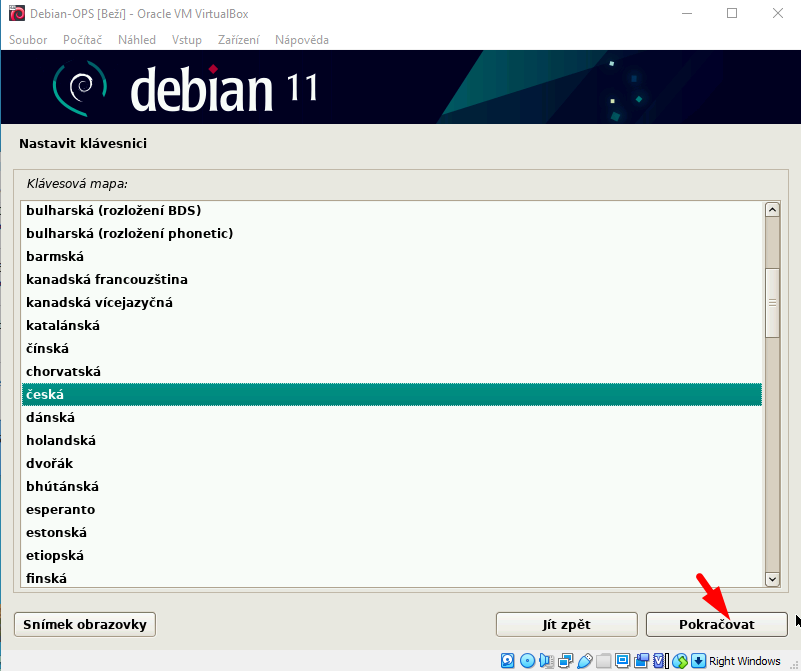 Debian-OPS [Beží] - Oracle VM VirtualBox
Soubor Počítač Náhled Vstup Zařízení Nápověda
debian 11
Nastavit klávesnici
Klávesová mapa:
bulharská (rozložení BDS)
bulharská (rozložení phonetic)
barmská
kanadská francouzština
kanadská vícejazyčná
katalánská
čínská
chorvatská
česká
dánská
holandská
dvořák
bhútánská
esperanto
estonská
etiopská
finská
Snímek obrazovky Jít zpět Pokračovat
Right Windows